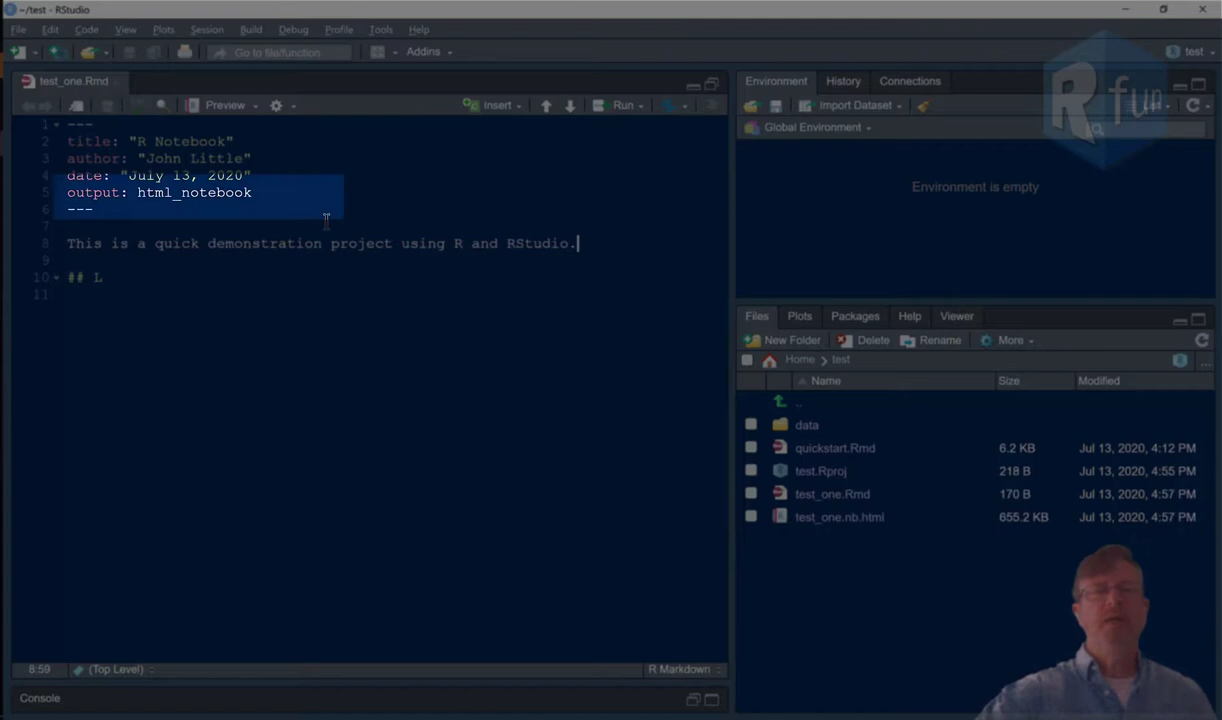 ~/test - RStudio
File Edit Code View Plots Session Build Debug Profile Tools Help
Go to file/function Addins test
test_one.Rmd
Preview Insert Run
1 ---
2 title: "R Notebook"
3 author: "John Little"
4 date: "July 13, 2020"
5 output: html_notebook
6 ---
7
8 This is a quick demonstration project using R and RStudio.
9
10 ## L
11
8:59 (Top Level) R Markdown
Console
Environment History Connections
Import Dataset
Global Environment
Environment is empty
R fun
Files Plots Packages Help Viewer
New Folder Delete Rename More
Home test
Name Size Modified
..
data
quickstart.Rmd 6.2 KB Jul 13, 2020, 4:12 PM
test.Rproj 218 B Jul 13, 2020, 4:55 PM
test_one.Rmd 170 B Jul 13, 2020, 4:57 PM
test_one.nb.html 655.2 KB Jul 13, 2020, 4:57 PM